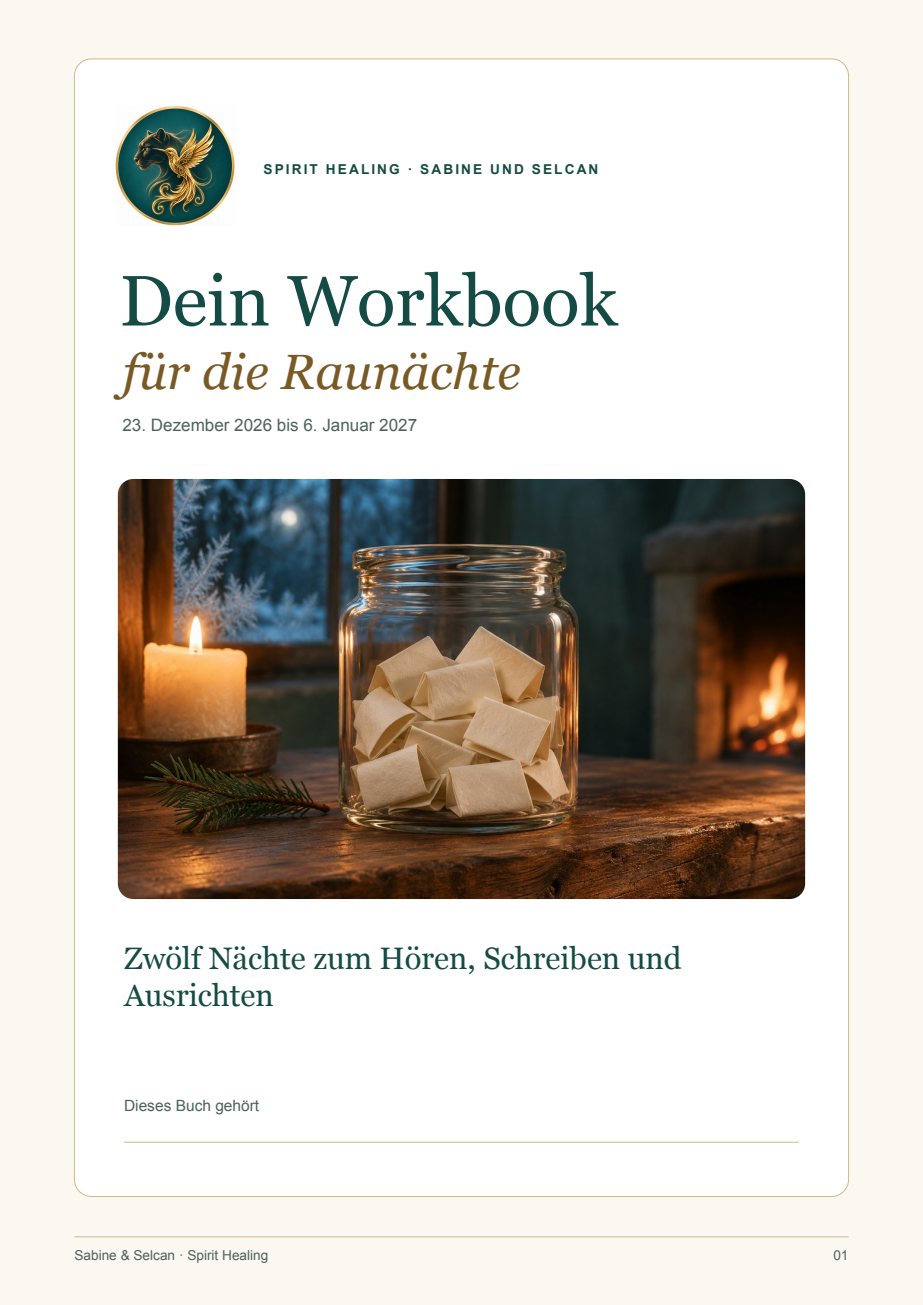 SPIRIT HEALING · SABINE UND SELCAN
Dein Workbook
für die Raunächte
23. Dezember 2026 bis 6. Januar 2027
Zwölf Nächte zum Hören, Schreiben und
Ausrichten
Dieses Buch gehört
Sabine & Selcan · Spirit Healing
01